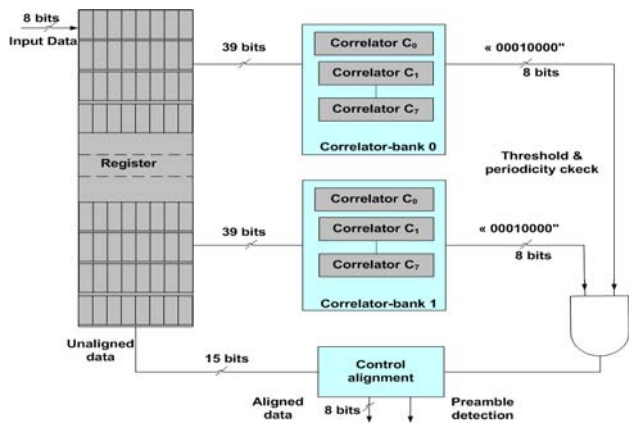 8 bits
Input Data
Register
39 bits
Correlator C₀
Correlator C₁
Correlator C₇
Correlator-bank 0
« 00010000"
8 bits
Threshold &
periodicity ckeck
39 bits
Correlator C₀
Correlator C₁
Correlator C₇
Correlator-bank 1
« 00010000"
8 bits
Unaligned
data
15 bits
Control
alignment
Aligned
data
8 bits
Preamble
detection